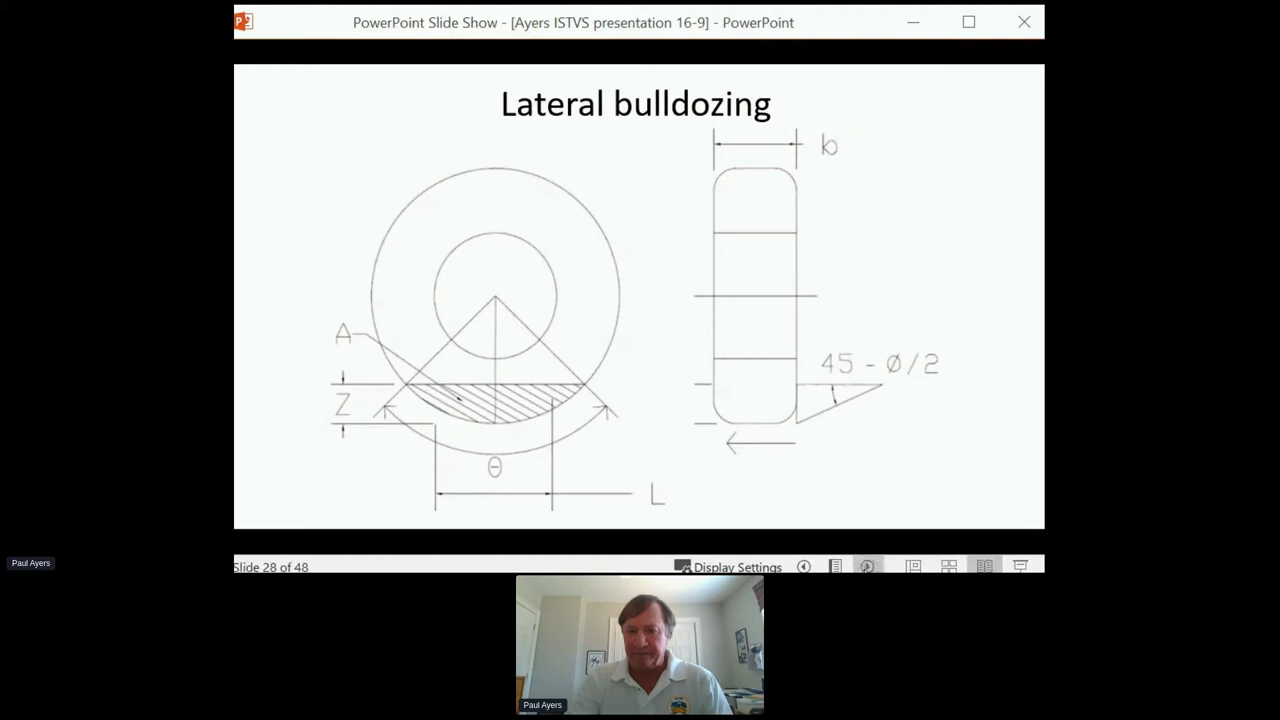 PowerPoint Slide Show - [Ayers ISTVS presentation 16-9] - PowerPoint
Lateral bulldozing
b
A
45 - Ø/2
Z
θ
L
Slide 28 of 48
Display Settings
Paul Ayers
Paul Ayers